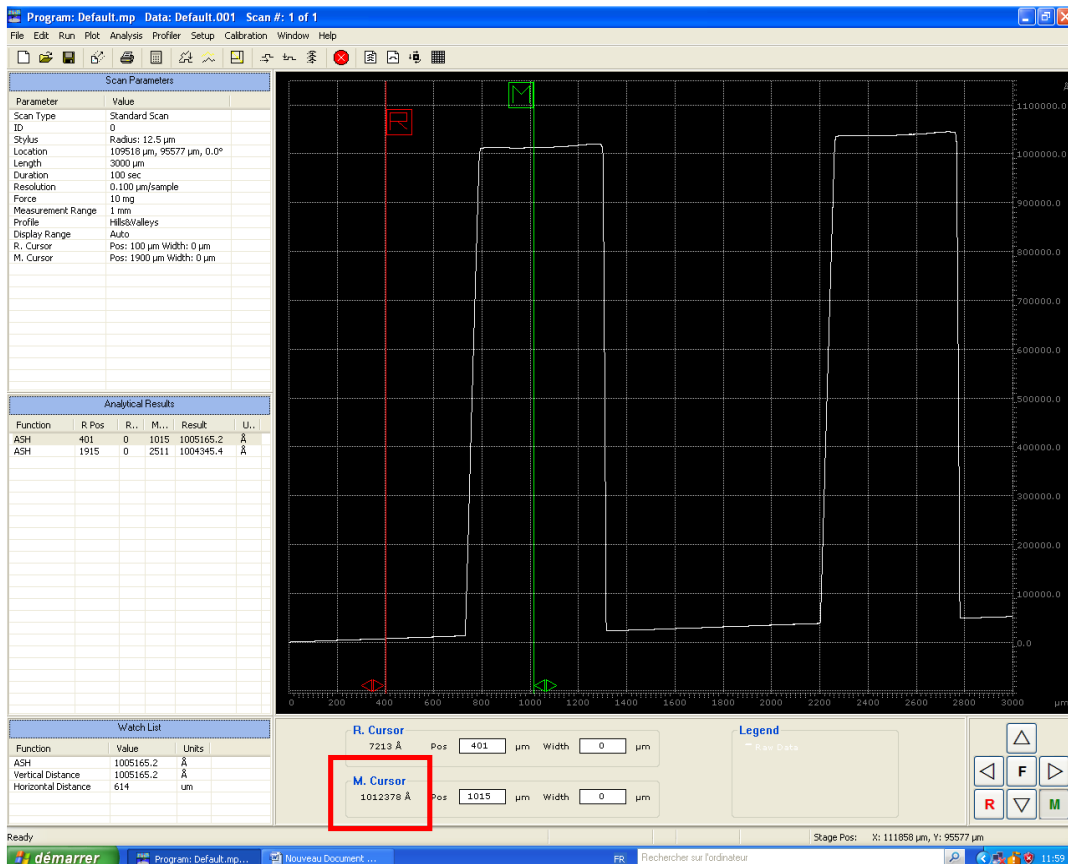 Program: Default.mp Data: Default.001 Scan #: 1 of 1
File Edit Run Plot Analysis Profiler Setup Calibration Window Help
Scan Parameters
Parameter Value
Scan Type Standard Scan
ID 0
Stylus Radius: 12.5 µm
Location 109518 µm, 95577 µm, 0.0°
Length 3000 µm
Duration 100 sec
Resolution 0.100 µm/sample
Force 10 mg
Measurement Range 1 mm
Profile Hills&Valleys
Display Range Auto
R. Cursor Pos: 100 µm Width: 0 µm
M. Cursor Pos: 1900 µm Width: 0 µm
Analytical Results
Function R Pos R.. M... Result U..
ASH 401 0 1015 1005165.2 Å
ASH 1915 0 2511 1004345.4 Å
Watch List
Function Value Units
ASH 1005165.2 Å
Vertical Distance 1005165.2 Å
Horizontal Distance 614 um
R
M
Å
1100000.0
1000000.0
900000.0
800000.0
700000.0
600000.0
500000.0
400000.0
300000.0
200000.0
100000.0
0.0
0 200 400 600 800 1000 1200 1400 1600 1800 2000 2200 2400 2600 2800 3000 µm
R. Cursor
7213 Å Pos 401 µm Width 0 µm
M. Cursor
1012378 Å Pos 1015 µm Width 0 µm
Legend
Raw Data
F
R M
Ready Stage Pos: X: 111858 µm, Y: 95577 µm
démarrer Program: Default.mp... Nouveau Document ... FR Rechercher sur l'ordinateur 11:59